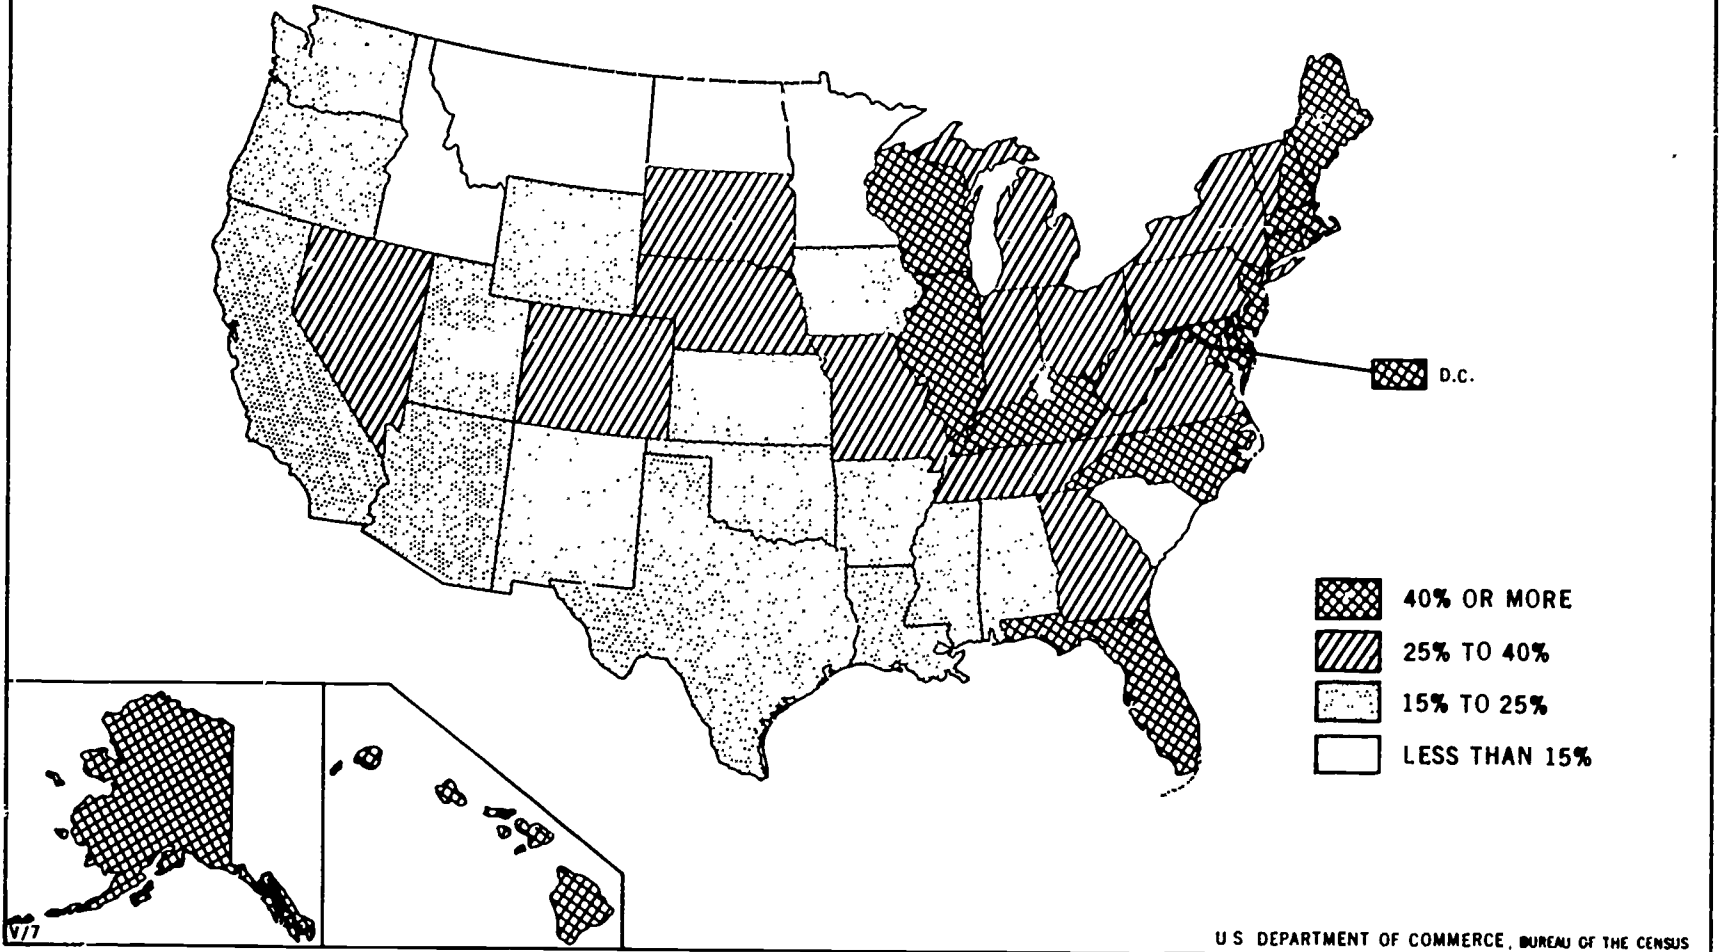 D.C.
40% OR MORE
25% TO 40%
15% TO 25%
LESS THAN 15%
V/7
U S DEPARTMENT OF COMMERCE, BUREAU OF THE CENSUS